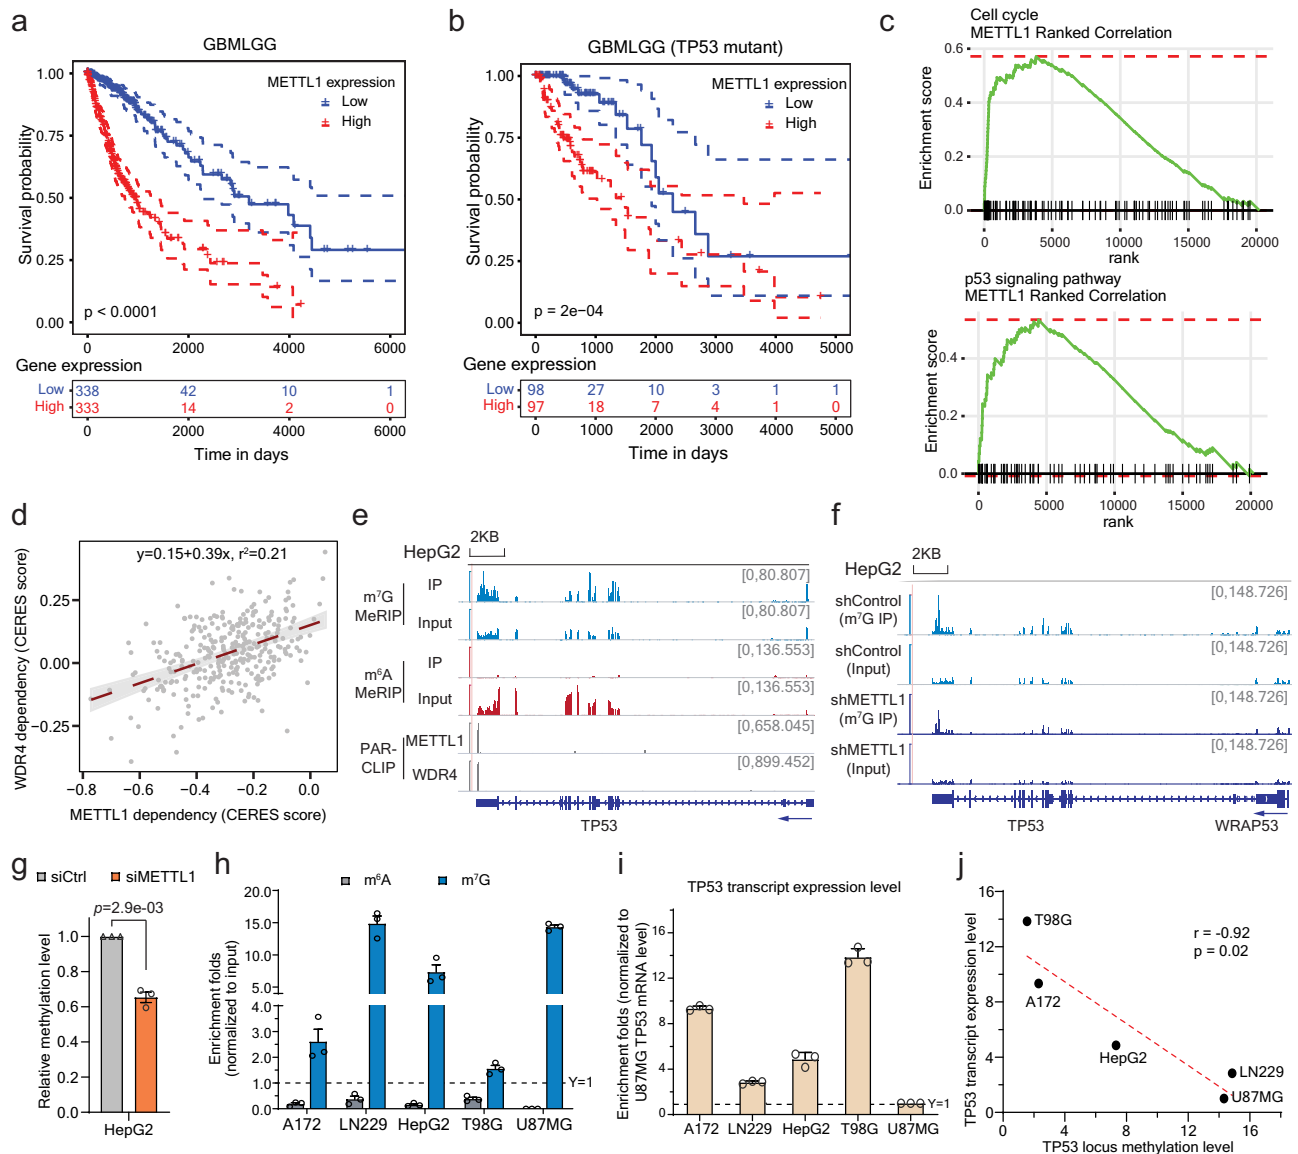 a
GBMLGG
Survival probability
1.00
0.75
0.50
0.25
0.00
METTL1 expression
Low
High
p < 0.0001
0 2000 4000 6000
Gene expression
Low 338 42 10 1
High 333 14 2 0
0 2000 4000 6000
Time in days
b
GBMLGG (TP53 mutant)
Survival probability
1.00
0.75
0.50
0.25
0.00
METTL1 expression
Low
High
p = 2e−04
0 1000 2000 3000 4000 5000
Low 98 27 10 3 1 1
High 97 18 7 4 1 0
0 1000 2000 3000 4000 5000
Time in days
c
Cell cycle
METTL1 Ranked Correlation
Enrichment score
0.6
0.4
0.2
0.0
0 5000 10000 15000 20000
rank
p53 signaling pathway
METTL1 Ranked Correlation
Enrichment score
0.4
0.2
0.0
0 5000 10000 15000 20000
rank
d
y=0.15+0.39x, r²=0.21
WDR4 dependency (CERES score)
0.25
0.00
−0.25
−0.8 −0.6 −0.4 −0.2 0.0
METTL1 dependency (CERES score)
e
2KB
HepG2
m⁷G
MeRIP
IP [0,80.807]
Input [0,80.807]
m⁶A
MeRIP
IP [0,136.553]
Input [0,136.553]
PAR-
CLIP
METTL1 [0,658.045]
WDR4 [0,899.452]
TP53
f
2KB
HepG2
shControl
(m⁷G IP)
[0,148.726]
shControl
(Input)
[0,148.726]
shMETTL1
(m⁷G IP)
[0,148.726]
shMETTL1
(Input)
[0,148.726]
TP53 WRAP53
g
siCtrl siMETTL1
p=2.9e-03
Relative methylation level
1.0
0.8
0.6
0.4
0.2
0.0
HepG2
h
m⁶A m⁷G
Enrichment folds
(normalized to input)
20.0
15.0
10.0
5.0
4.0
3.0
2.0
1.0
0.0
Y=1
A172 LN229 HepG2 T98G U87MG
i
TP53 transcript expression level
Enrichment folds (normalized to
U87MG TP53 mRNA level)
16
12
8
4
0
Y=1
A172 LN229 HepG2 T98G U87MG
j
TP53 transcript expression level
16
12
8
4
0
r = -0.92
p = 0.02
T98G
A172
HepG2
LN229
U87MG
0 4 8 12 16
TP53 locus methylation level